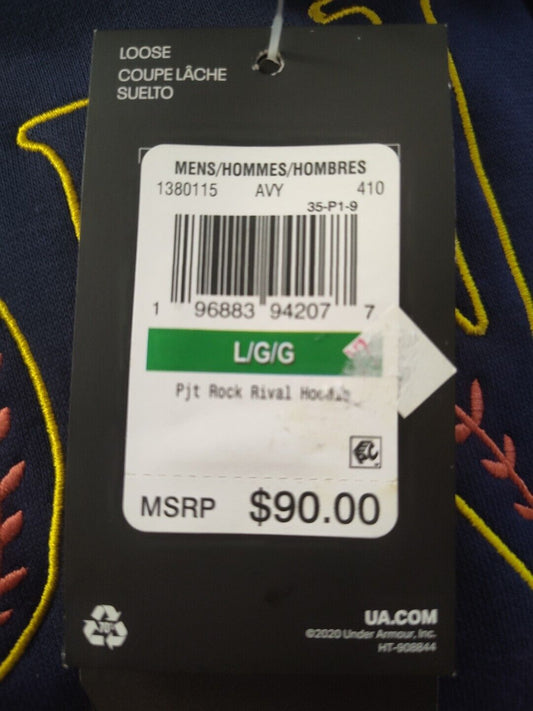 LOOSE
COUPE LÂCHE
SUELTO
MENS/HOMMES/HOMBRES
1380115 AVY 410
35-P1-9
1 96883 94207 7
L/G/G
Pjt Rock Rival
MSRP $90.00
UA.COM
©2020 Under Armour, Inc.
HT-908844